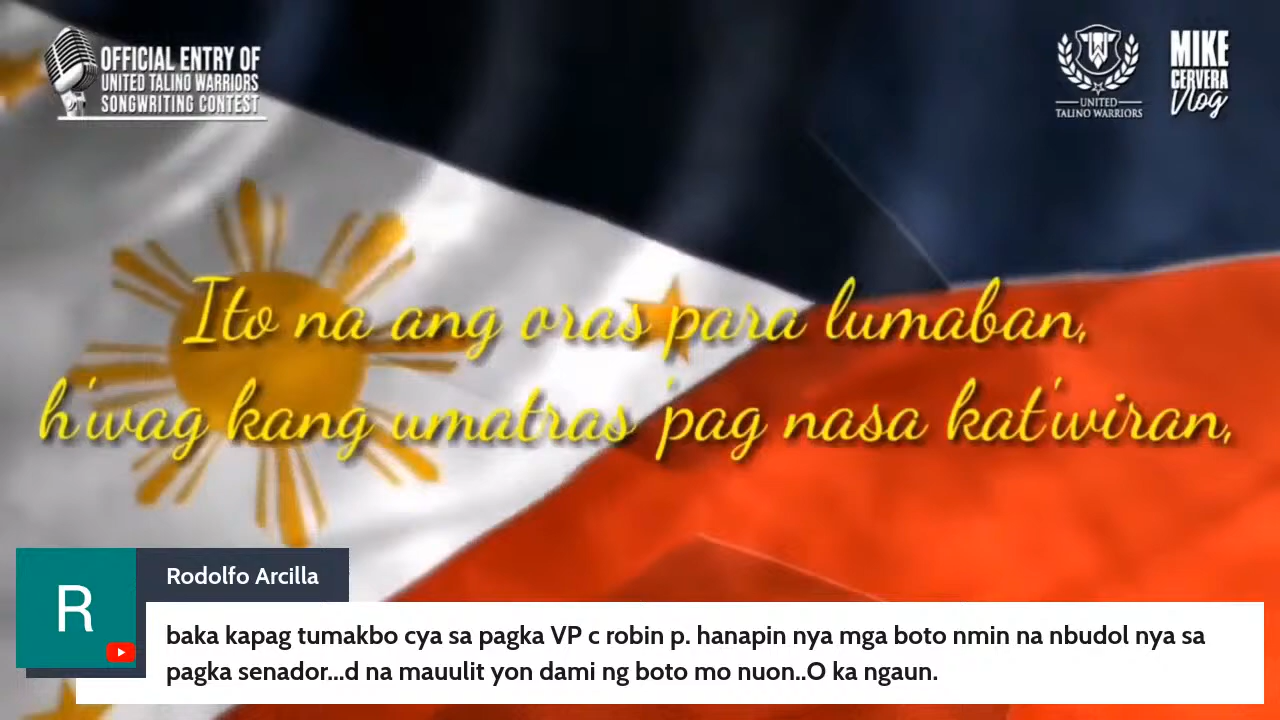 OFFICIAL ENTRY OF
UNITED TALINO WARRIORS
SONGWRITING CONTEST
UNITED
TALINO WARRIORS
MIKE
CERVERA
Vlog
Ito na ang oras para lumaban,
h'wag kang umatras 'pag nasa kat'wiran,
R
Rodolfo Arcilla
baka kapag tumakbo cya sa pagka VP c robin p. hanapin nya mga boto nmin na nbudol nya sa
pagka senador...d na mauulit yon dami ng boto mo nuon..O ka ngaun.